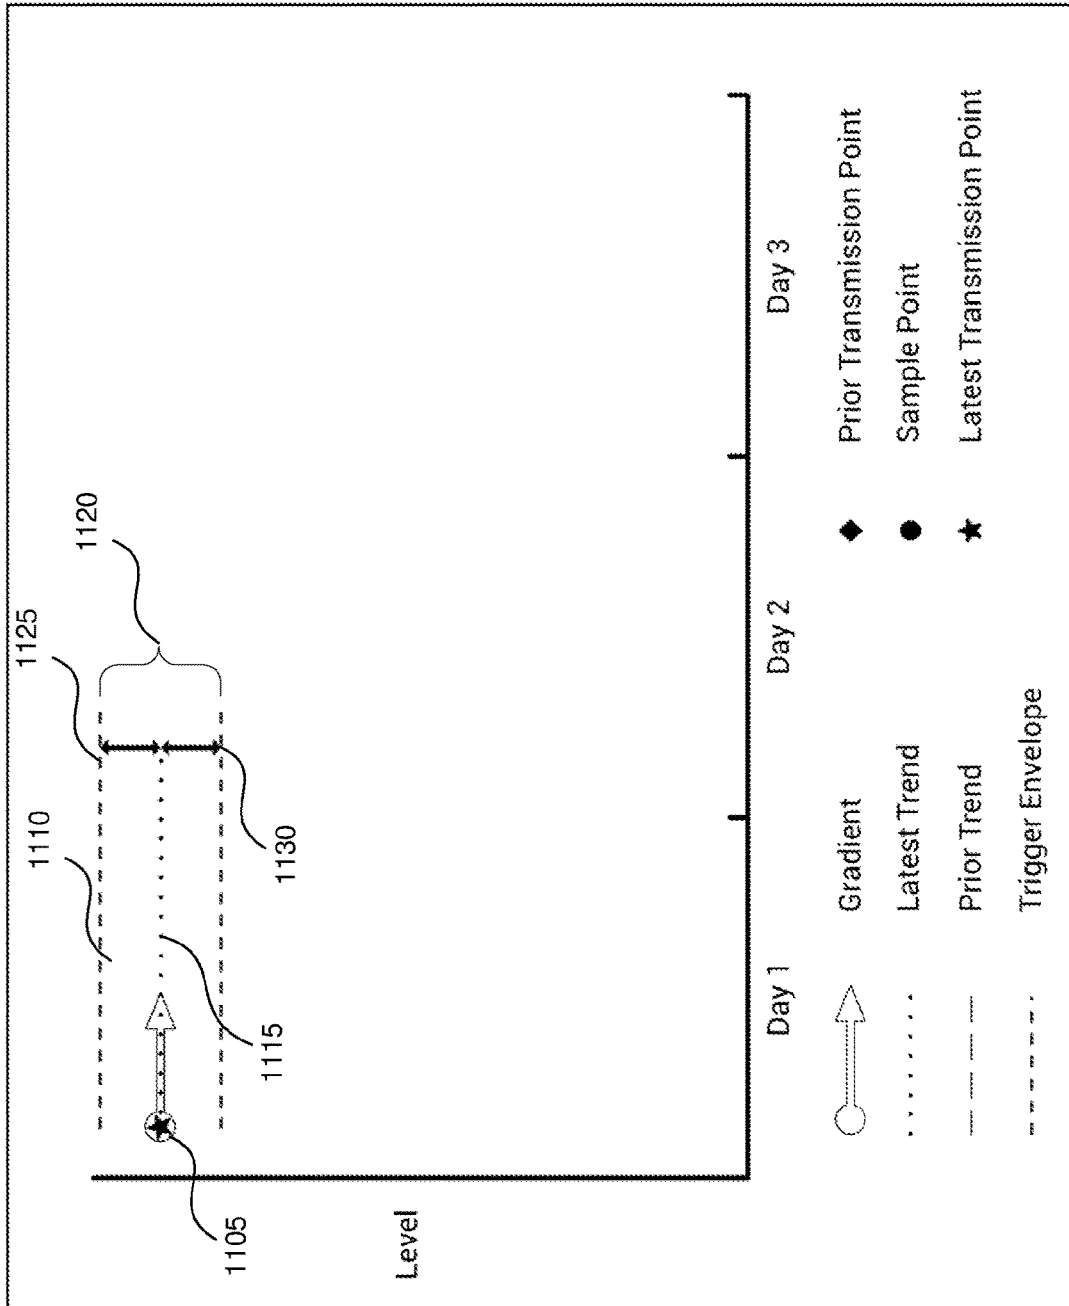 1125
1120
1110
1130
1115
1105
Level
Day 1
Day 2
Day 3
Gradient
Prior Transmission Point
Latest Trend
Sample Point
Prior Trend
Latest Transmission Point
Trigger Envelope